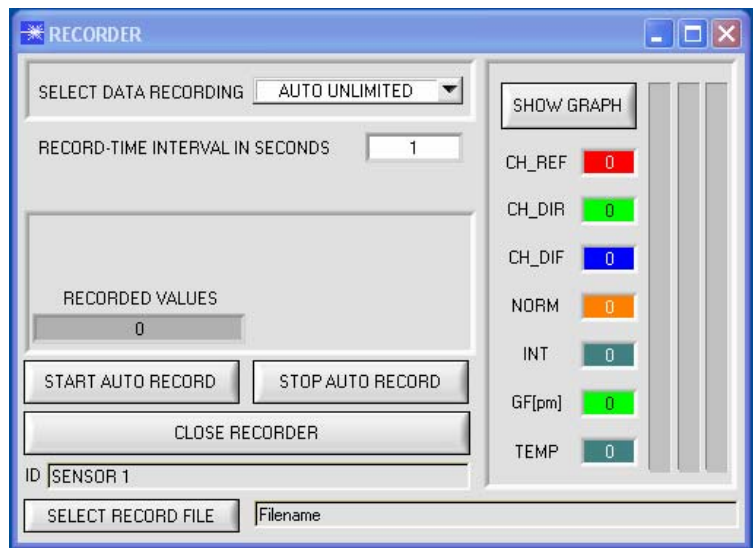 RECORDER
SELECT DATA RECORDING AUTO UNLIMITED
RECORD-TIME INTERVAL IN SECONDS 1
RECORDED VALUES
0
START AUTO RECORD STOP AUTO RECORD
CLOSE RECORDER
ID SENSOR 1
SELECT RECORD FILE Filename
SHOW GRAPH
CH_REF 0
CH_DIR 0
CH_DIF 0
NORM 0
INT 0
GF[pm] 0
TEMP 0